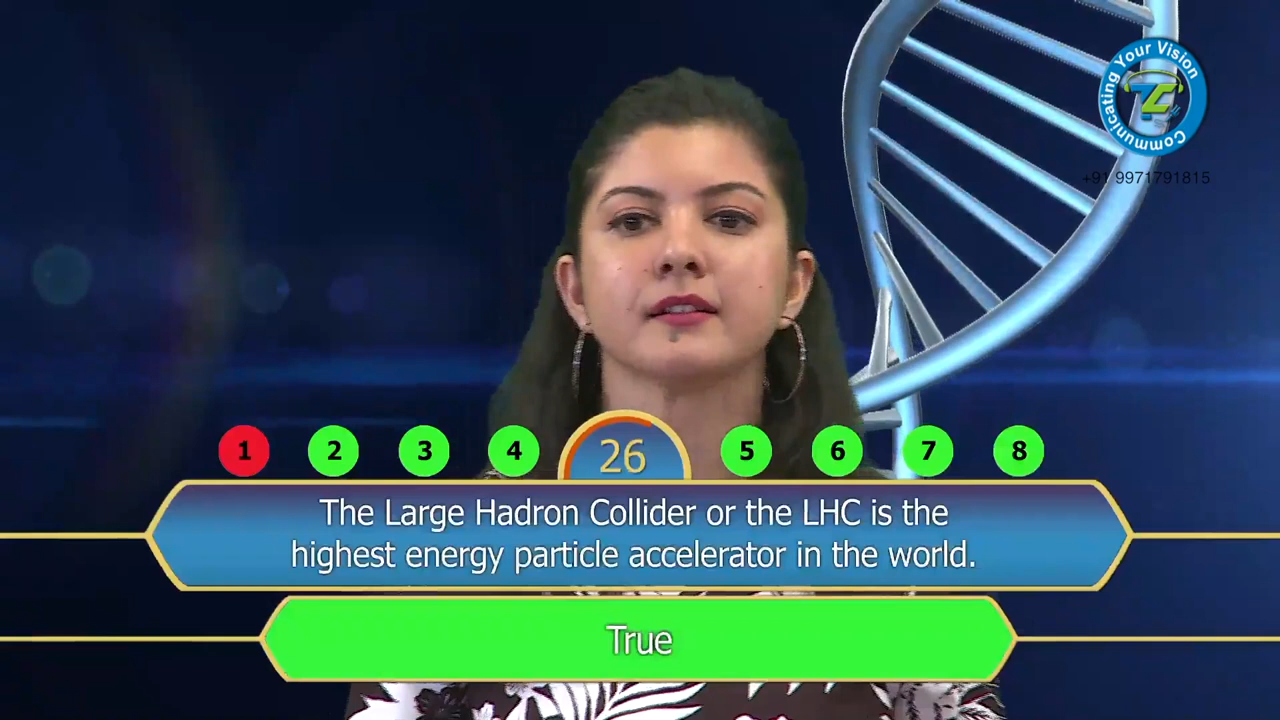 Communicating Your Vision
TC
+91 9971791815
1 2 3 4 26 5 6 7 8
The Large Hadron Collider or the LHC is the
highest energy particle accelerator in the world.
True